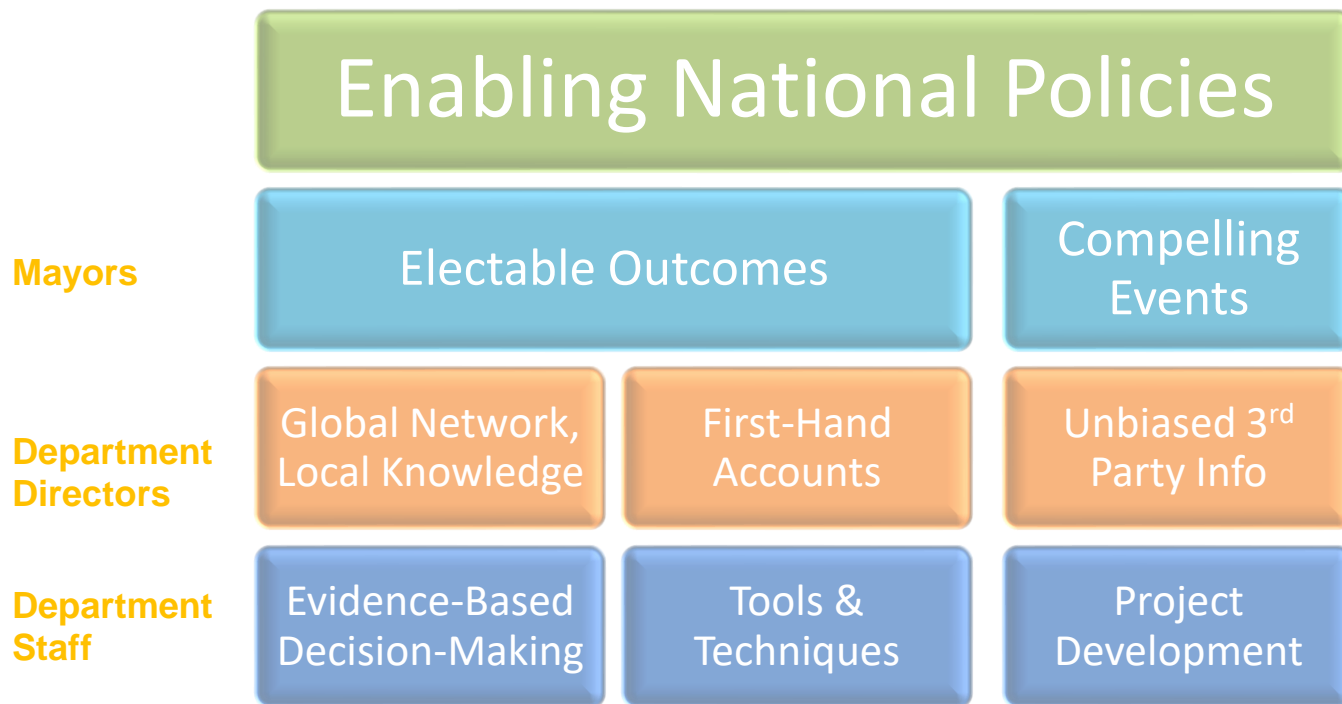 Enabling National Policies
Mayors
Electable Outcomes
Compelling
Events
Department
Directors
Global Network,
Local Knowledge
First-Hand
Accounts
Unbiased 3rd
Party Info
Department
Staff
Evidence-Based
Decision-Making
Tools &
Techniques
Project
Development